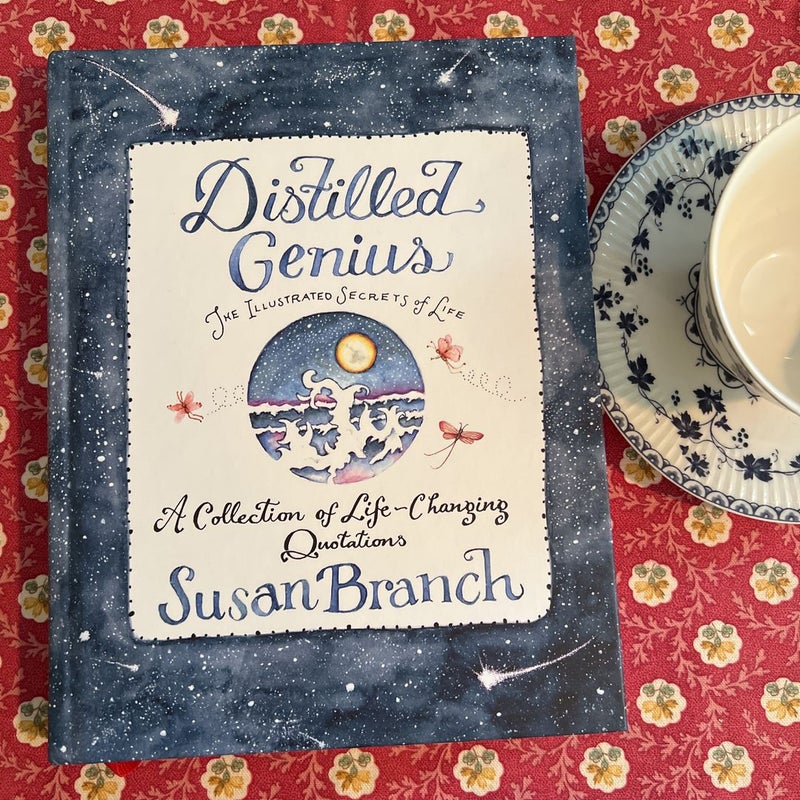 Distilled
Genius
The Illustrated Secrets of Life
A Collection of Life~Changing
Quotations
Susan Branch